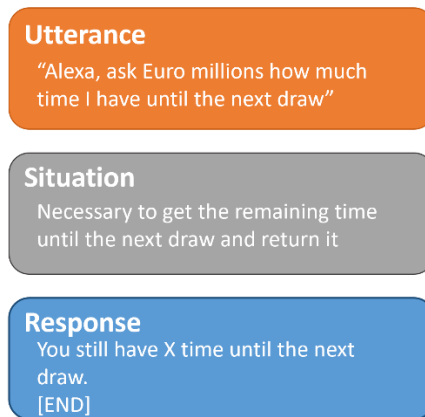 Utterance
“Alexa, ask Euro millions how much
time I have until the next draw”
Situation
Necessary to get the remaining time
until the next draw and return it
Response
You still have X time until the next
draw.
[END]